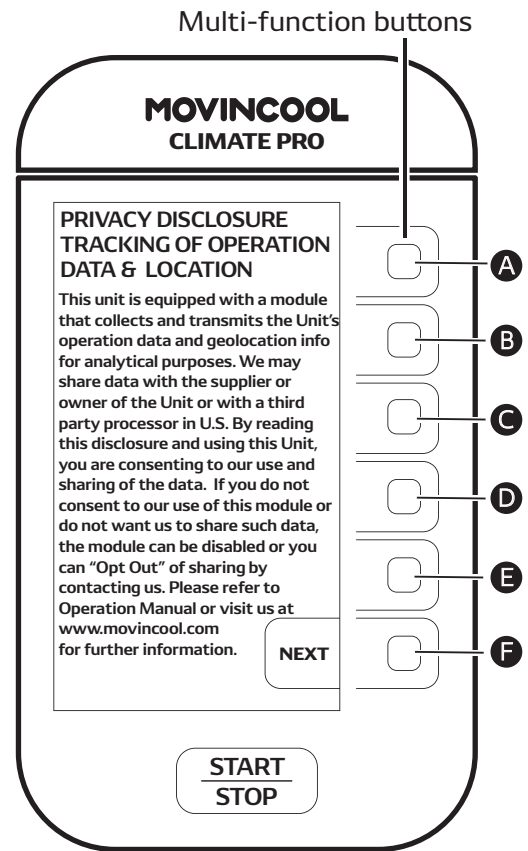 Multi-function buttons
MOVINCOOL
CLIMATE PRO
PRIVACY DISCLOSURE
TRACKING OF OPERATION
DATA & LOCATION
This unit is equipped with a module
that collects and transmits the Unit's
operation data and geolocation info
for analytical purposes. We may
share data with the supplier or
owner of the Unit or with a third
party processor in U.S. By reading
this disclosure and using this Unit,
you are consenting to our use and
sharing of the data. If you do not
consent to our use of this module or
do not want us to share such data,
the module can be disabled or you
can “Opt Out” of sharing by
contacting us. Please refer to
Operation Manual or visit us at
www.movincool.com
for further information.
NEXT
A
B
C
D
E
F
START
STOP